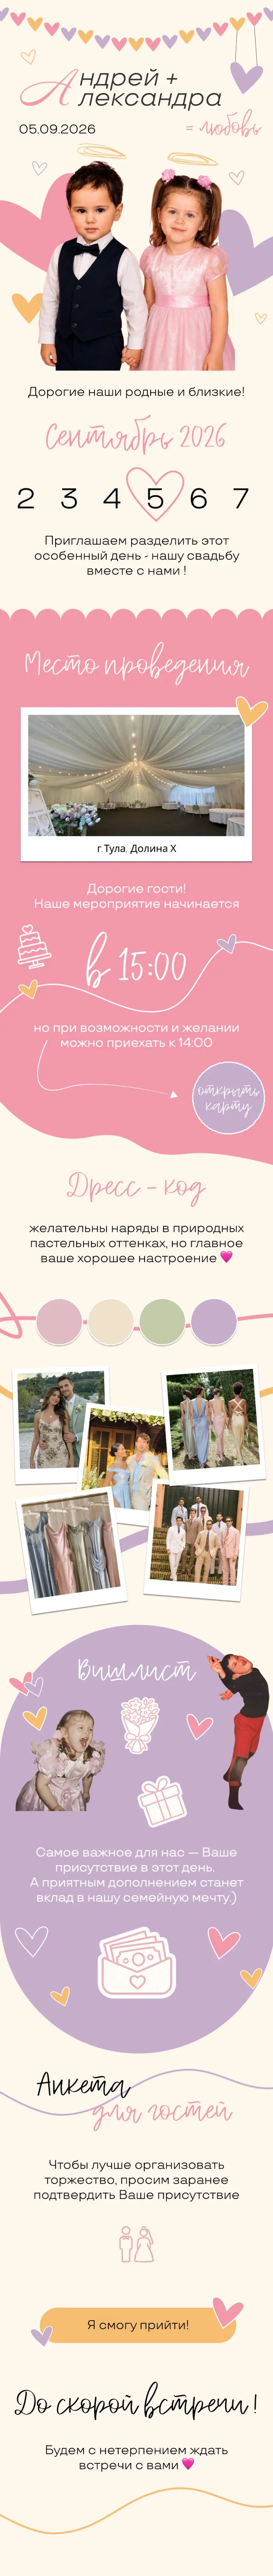 Андрей +
лександра
05.09.2026
= любовь
Дорогие наши родные и близкие!
Сентябрь 2026
2 3 4 5 6 7
Приглашаем разделить этот
особенный день - нашу свадьбу
вместе с нами !
Место проведения
г.Тула, Долина Х
Дорогие гости!
Наше мероприятие начинается
в 15:00
но при возможности и желании
можно приехать к 14:00
открыть
карту
Дресс - код
желательны наряды в природных
пастельных оттенках, но главное
ваше хорошее настроение 💗
Вишлист
Самое важное для нас — Ваше
присутствие в этот день.
А приятным дополнением станет
вклад в нашу семейную мечту:)
Анкета
для гостей
Чтобы лучше организовать
торжество, просим заранее
подтвердить Ваше присутствие
Я смогу прийти!
До скорой встречи !
Будем с нетерпением ждать
встречи с вами 💗